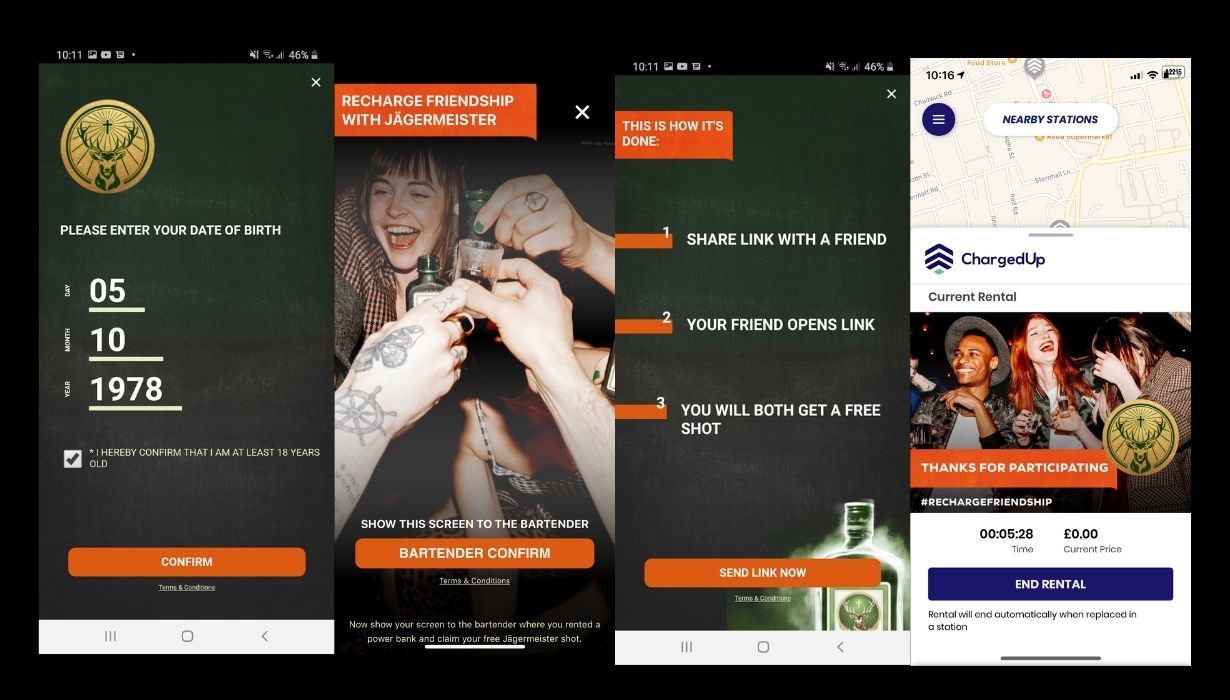 10:11
46%
PLEASE ENTER YOUR DATE OF BIRTH
DAY
05
MONTH
10
YEAR
1978
* I HEREBY CONFIRM THAT I AM AT LEAST 18 YEARS
OLD
CONFIRM
Terms & Conditions
RECHARGE FRIENDSHIP
WITH JÄGERMEISTER
SHOW THIS SCREEN TO THE BARTENDER
BARTENDER CONFIRM
Terms & Conditions
Now show your screen to the bartender where you rented a
power bank and claim your free Jägermeister shot.
10:11
46%
THIS IS HOW IT'S
DONE:
1
SHARE LINK WITH A FRIEND
2
YOUR FRIEND OPENS LINK
3
YOU WILL BOTH GET A FREE
SHOT
SEND LINK NOW
Terms & Conditions
10:16
Food Store
Chadwick Rd
NEARBY STATIONS
Asda Supermarket
Sternhall Ln
ChargedUp
Current Rental
THANKS FOR PARTICIPATING
#RECHARGEFRIENDSHIP
00:05:28
£0.00
Time
Current Price
END RENTAL
Rental will end automatically when replaced in
a station